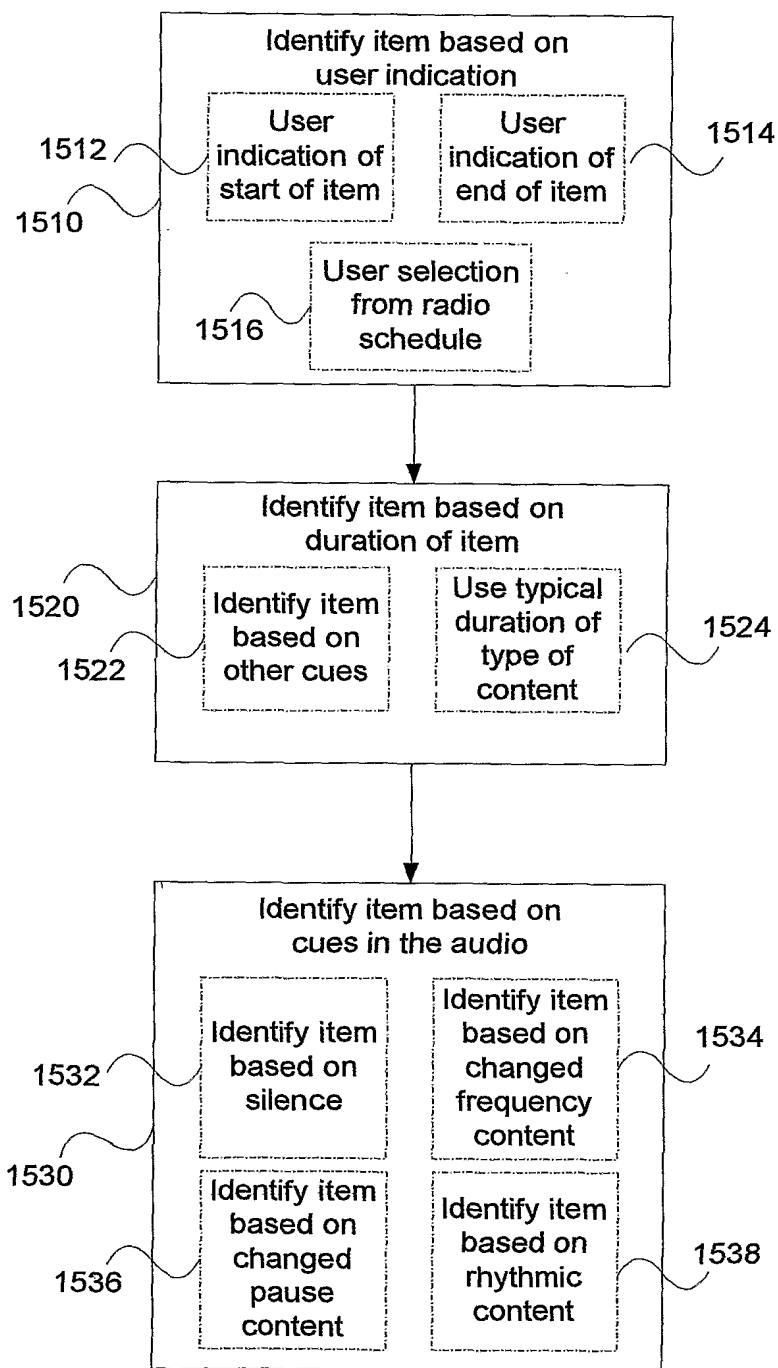 Identify item based on
user indication
User
indication of
start of item
User
indication of
end of item
1512
1514
1510
User selection
from radio
schedule
1516
Identify item based on
duration of item
Identify item
based on
other cues
Use typical
duration of
type of
content
1520
1522
1524
Identify item based on
cues in the audio
Identify item
based on
silence
Identify item
based on
changed
frequency
content
1532
1534
1530
Identify item
based on
changed
pause
content
Identify item
based on
rhythmic
content
1536
1538